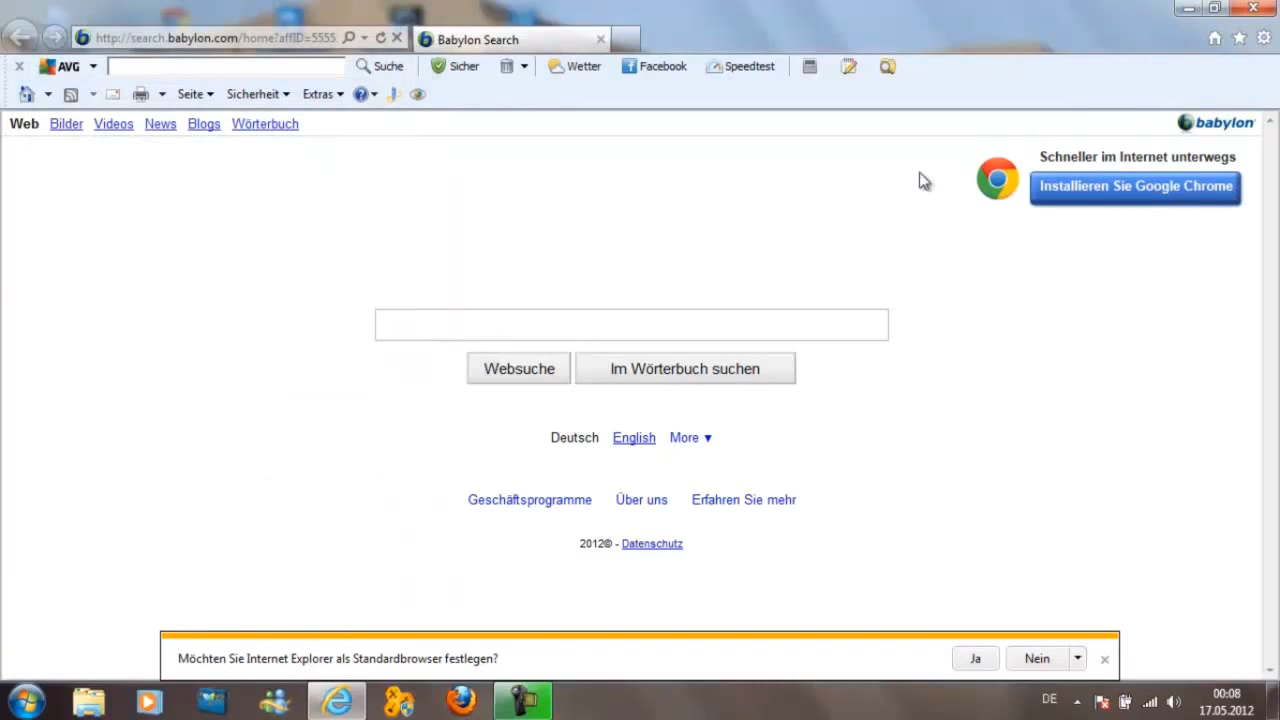 http://search.babylon.com/home?affID=5555
Babylon Search
AVG
Suche
Sicher
Wetter
Facebook
Speedtest
Seite
Sicherheit
Extras
Web
Bilder
Videos
News
Blogs
Wörterbuch
babylon
Schneller im Internet unterwegs
Installieren Sie Google Chrome
Websuche
Im Wörterbuch suchen
Deutsch
English
More ▼
Geschäftsprogramme
Über uns
Erfahren Sie mehr
2012© - Datenschutz
Möchten Sie Internet Explorer als Standardbrowser festlegen?
Ja
Nein
DE
00:08
17.05.2012